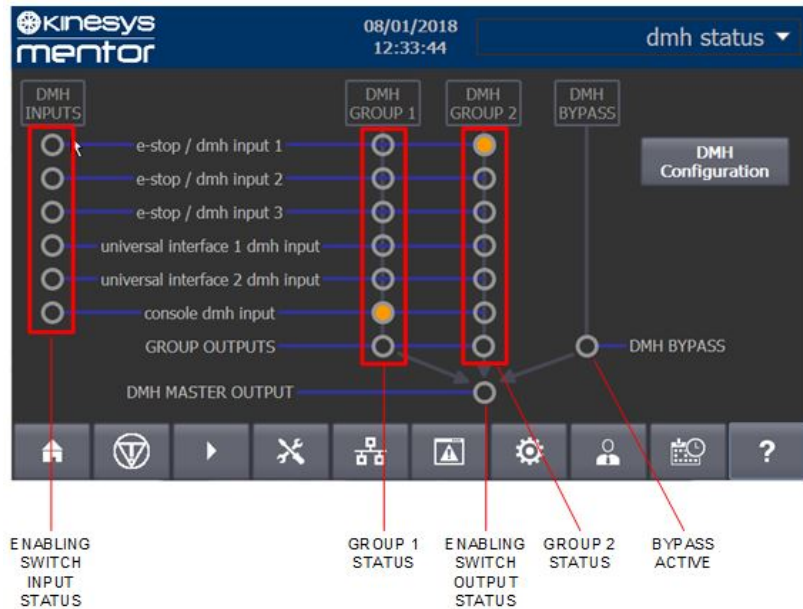 KINesys
mentor
08/01/2018
12:33:44
dmh status
DMH
INPUTS
DMH
GROUP 1
DMH
GROUP 2
DMH
BYPASS
e-stop / dmh input 1
DMH
Configuration
e-stop / dmh input 2
e-stop / dmh input 3
universal interface 1 dmh input
universal interface 2 dmh input
console dmh input
GROUP OUTPUTS
DMH BYPASS
DMH MASTER OUTPUT
?
ENABLING
SWITCH
INPUT
STATUS
GROUP 1
STATUS
ENABLING
SWITCH
OUTPUT
STATUS
GROUP 2
STATUS
BYPASS
ACTIVE